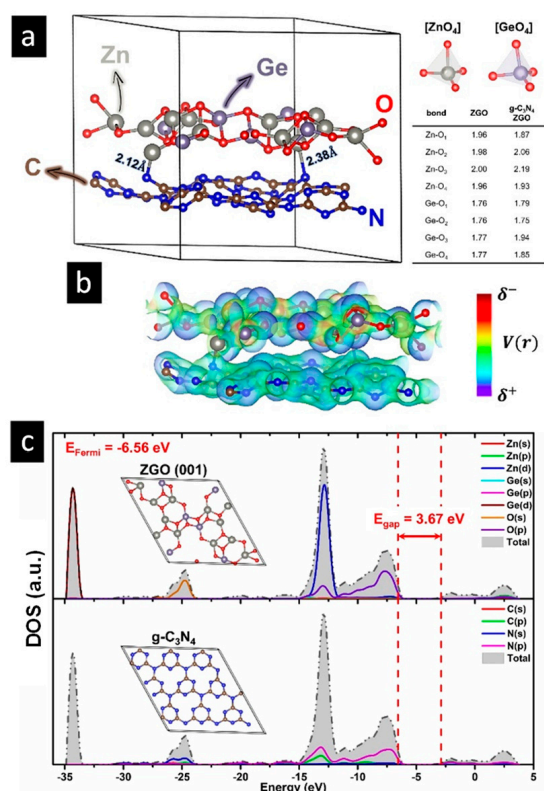 a
Zn
Ge
O
2.12Å
2.38Å
C
N
[ZnO4] [GeO4]
bond ZGO g-C3N4 ZGO
Zn-O1 1.96 1.87
Zn-O2 1.98 2.06
Zn-O3 2.00 2.19
Zn-O4 1.96 1.93
Ge-O1 1.76 1.79
Ge-O2 1.76 1.75
Ge-O3 1.77 1.94
Ge-O4 1.77 1.85
b
δ−
V(r)
δ+
c
EFermi = -6.56 eV
ZGO (001)
Egap = 3.67 eV
Zn(s)
Zn(p)
Zn(d)
Ge(s)
Ge(p)
Ge(d)
O(s)
O(p)
Total
DOS (a.u.)
g-C3N4
C(s)
C(p)
N(s)
N(p)
Total
-35 -30 -25 -20 -15 -10 -5 0 5
Energy (eV)